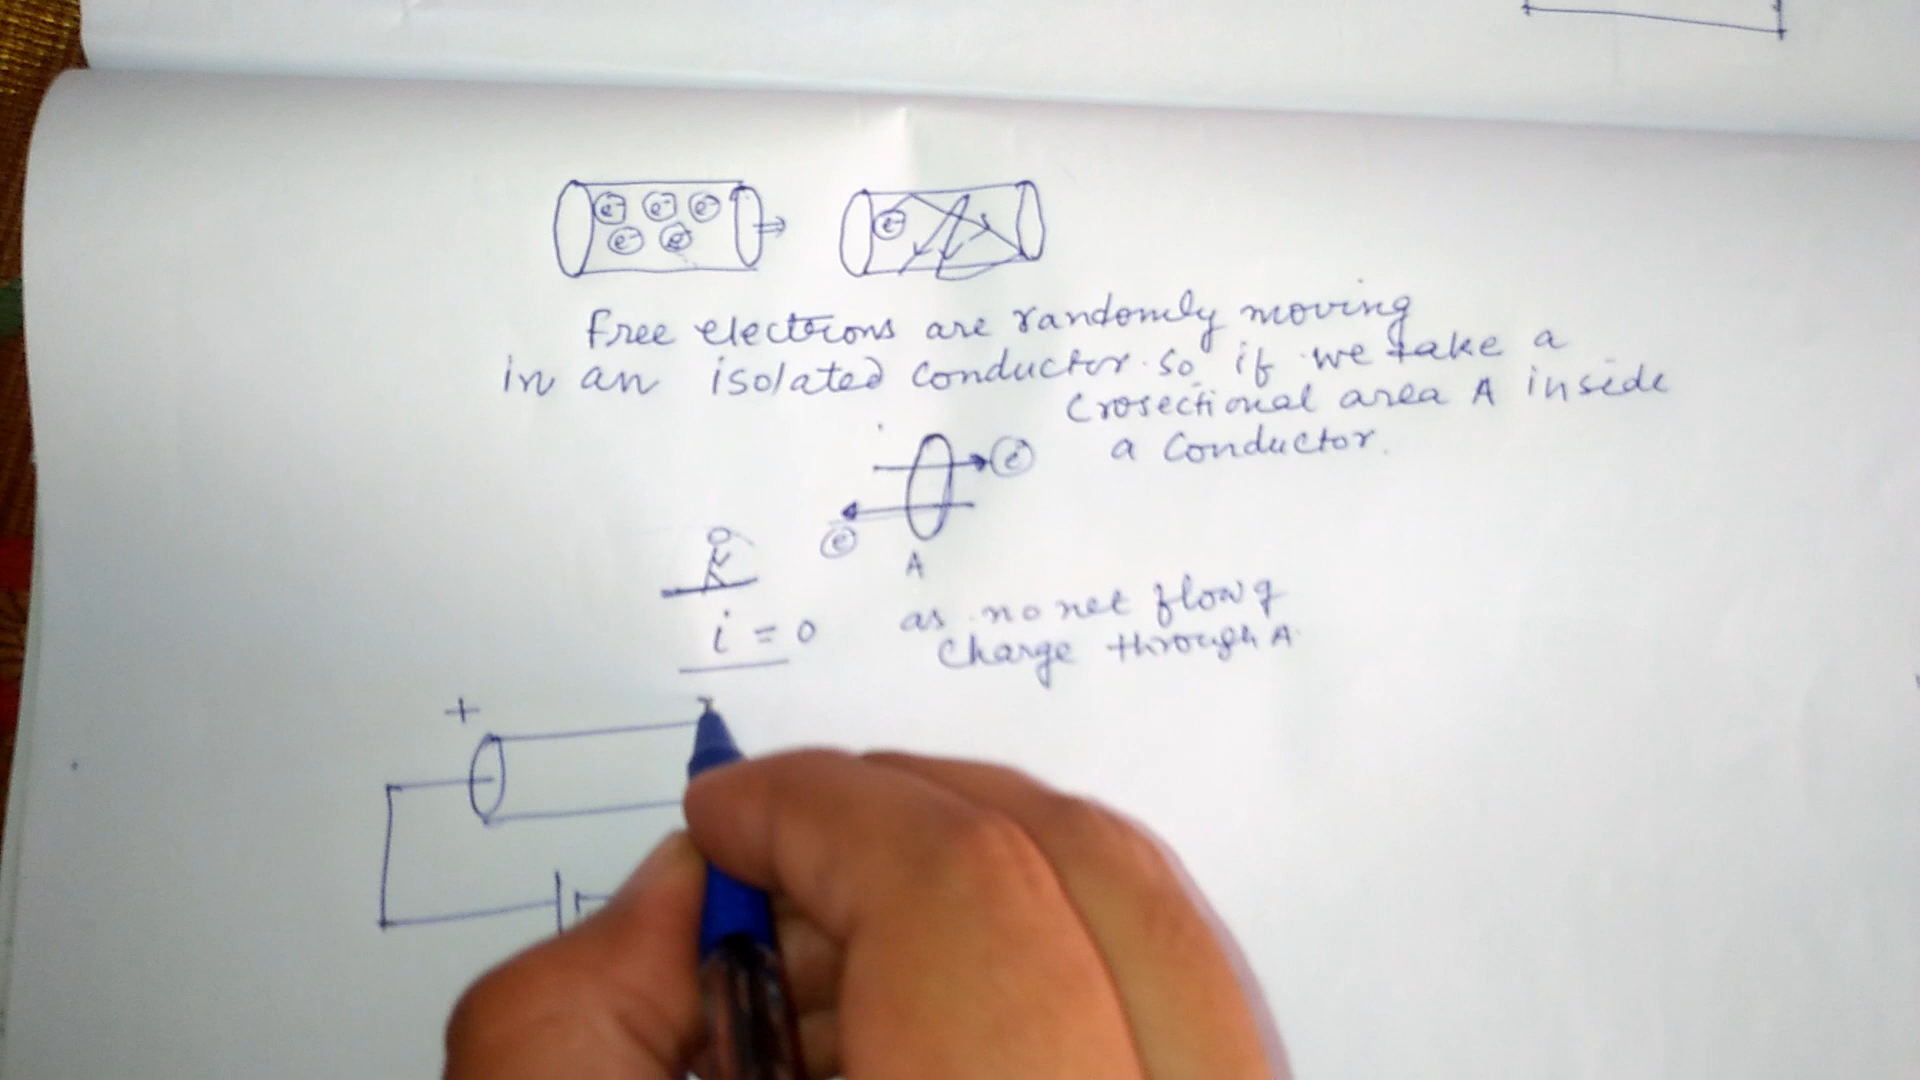 e- e- e-
e- e-
e-
Free electrons are randomly moving
in an isolated conductor. So if we take a
Crosectional area A inside
a Conductor.
e-
e-
A
i = 0 as no net flow of
Charge through A.
+